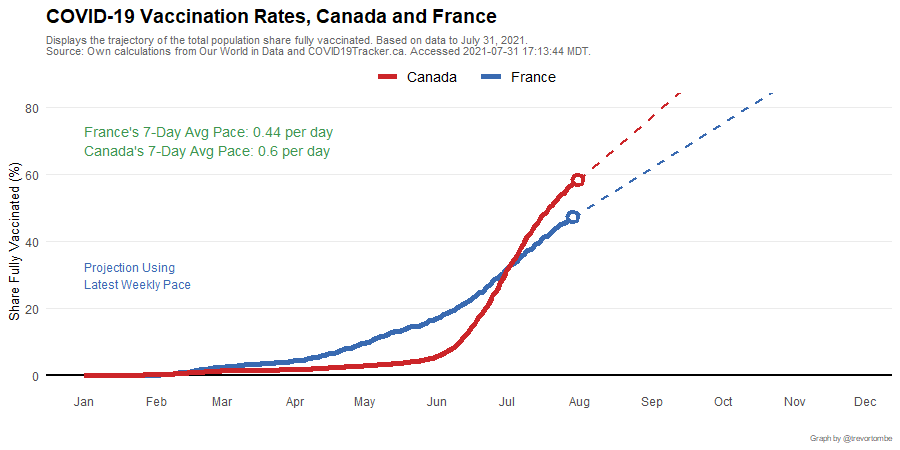 COVID-19 Vaccination Rates, Canada and France
Displays the trajectory of the total population share fully vaccinated. Based on data to July 31, 2021.
Source: Own calculations from Our World in Data and COVID19Tracker.ca. Accessed 2021-07-31 17:13:44 MDT.
Canada France
80
France's 7-Day Avg Pace: 0.44 per day
Canada's 7-Day Avg Pace: 0.6 per day
60
Share Fully Vaccinated (%)
40
Projection Using
Latest Weekly Pace
20
0
Jan Feb Mar Apr May Jun Jul Aug Sep Oct Nov Dec
Graph by @trevortombe